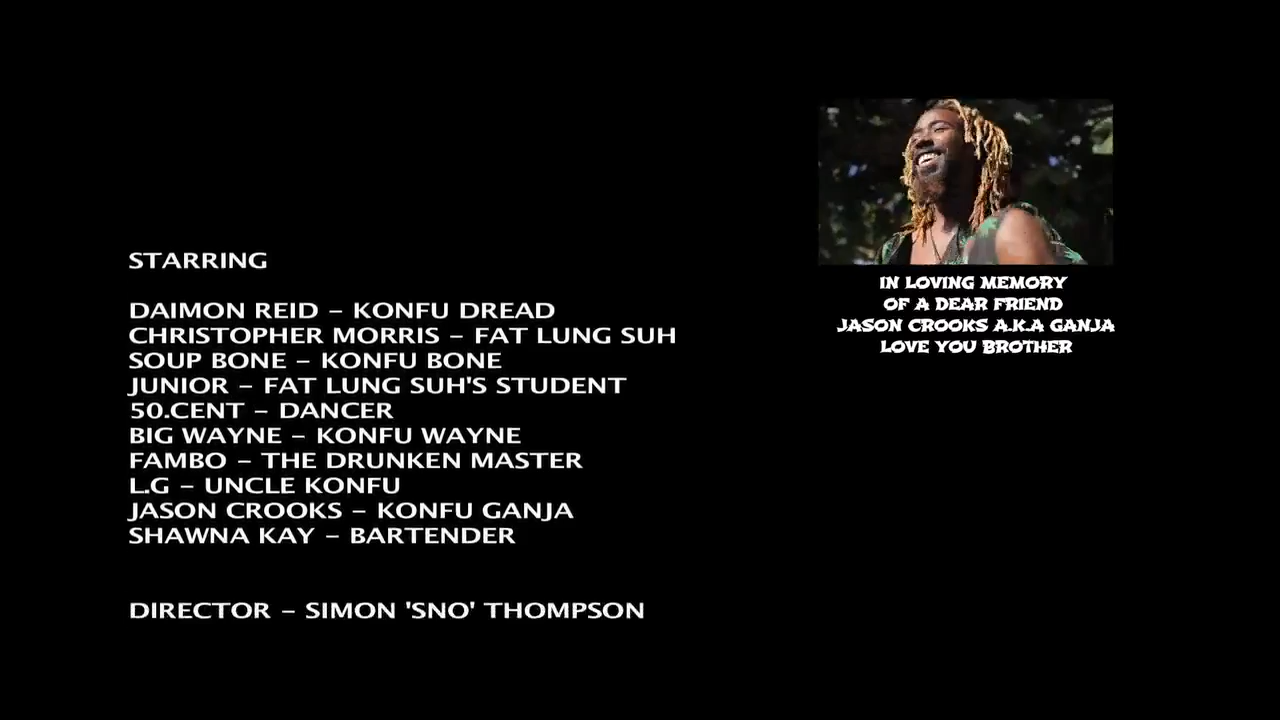 STARRING
DAIMON REID – KONFU DREAD
CHRISTOPHER MORRIS – FAT LUNG SUH
SOUP BONE – KONFU BONE
JUNIOR – FAT LUNG SUH'S STUDENT
50.CENT – DANCER
BIG WAYNE – KONFU WAYNE
FAMBO – THE DRUNKEN MASTER
L.G – UNCLE KONFU
JASON CROOKS – KONFU GANJA
SHAWNA KAY – BARTENDER
DIRECTOR – SIMON 'SNO' THOMPSON
IN LOVING MEMORY
OF A DEAR FRIEND
JASON CROOKS A.K.A GANJA
LOVE YOU BROTHER